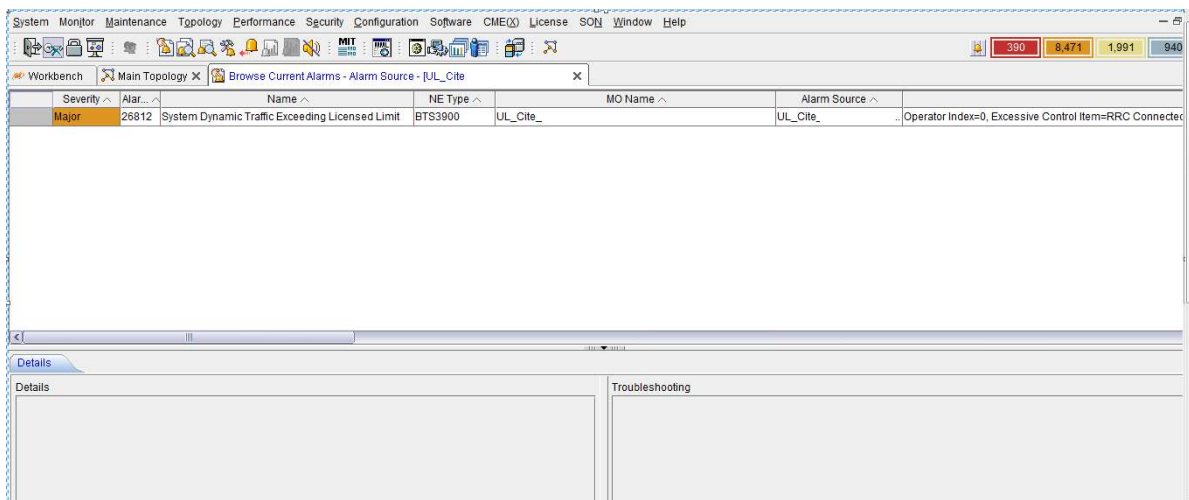 System Monitor Maintenance Topology Performance Security Configuration Software CME(X) License SON Window Help
MIT
390 8,471 1,991 940
Workbench Main Topology X Browse Current Alarms - Alarm Source - [UL_Cite X
Severity Alar... Name NE Type MO Name Alarm Source
Major 26812 System Dynamic Traffic Exceeding Licensed Limit BTS3900 UL_Cite_ UL_Cite_ .. Operator Index=0, Excessive Control Item=RRC Connected
Details
Details Troubleshooting